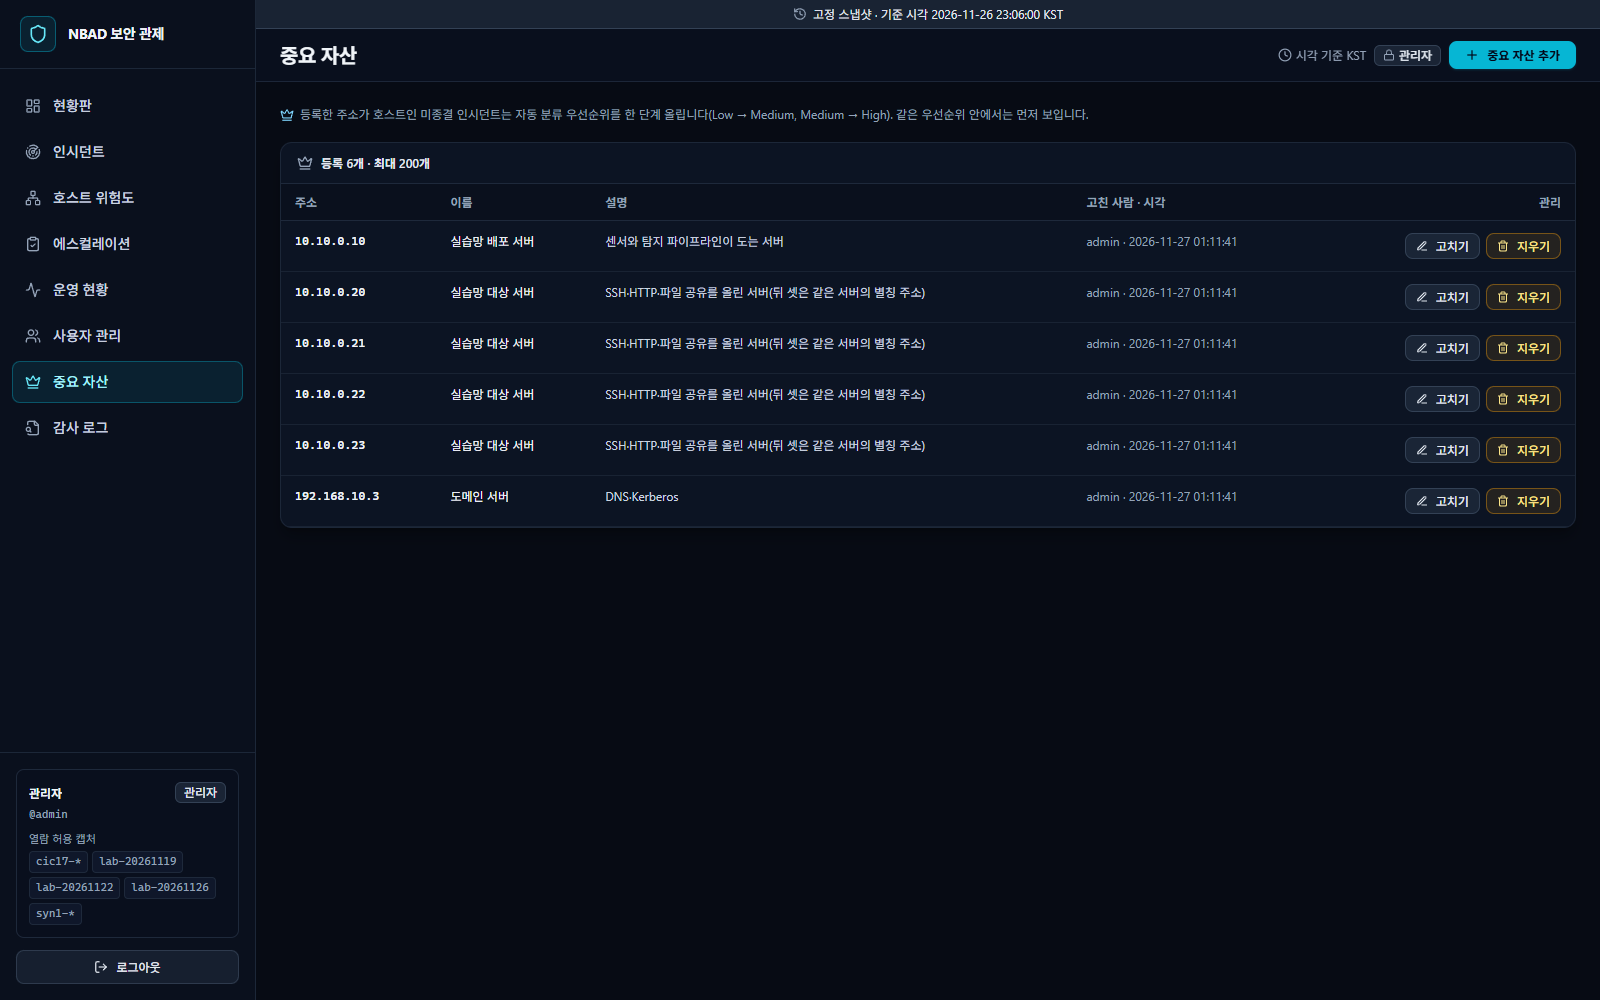 고정 스냅샷 · 기준 시각 2026-11-26 23:06:00 KST
NBAD 보안 관제
현황판
인시던트
호스트 위험도
에스컬레이션
운영 현황
사용자 관리
중요 자산
감사 로그
관리자 관리자
@admin
열람 허용 캡처
cic17-* lab-20261119
lab-20261122 lab-20261126
syn1-*
로그아웃
중요 자산 시각 기준 KST 관리자 중요 자산 추가
등록한 주소가 호스트인 미종결 인시던트는 자동 분류 우선순위를 한 단계 올립니다(Low → Medium, Medium → High). 같은 우선순위 안에서는 먼저 보입니다.
등록 6개 · 최대 200개
주소 이름 설명 고친 사람 · 시각 관리
10.10.0.10 실습망 배포 서버 센서와 탐지 파이프라인이 도는 서버 admin · 2026-11-27 01:11:41 고치기 지우기
10.10.0.20 실습망 대상 서버 SSH·HTTP·파일 공유를 올린 서버(뒤 셋은 같은 서버의 별칭 주소) admin · 2026-11-27 01:11:41 고치기 지우기
10.10.0.21 실습망 대상 서버 SSH·HTTP·파일 공유를 올린 서버(뒤 셋은 같은 서버의 별칭 주소) admin · 2026-11-27 01:11:41 고치기 지우기
10.10.0.22 실습망 대상 서버 SSH·HTTP·파일 공유를 올린 서버(뒤 셋은 같은 서버의 별칭 주소) admin · 2026-11-27 01:11:41 고치기 지우기
10.10.0.23 실습망 대상 서버 SSH·HTTP·파일 공유를 올린 서버(뒤 셋은 같은 서버의 별칭 주소) admin · 2026-11-27 01:11:41 고치기 지우기
192.168.10.3 도메인 서버 DNS·Kerberos admin · 2026-11-27 01:11:41 고치기 지우기